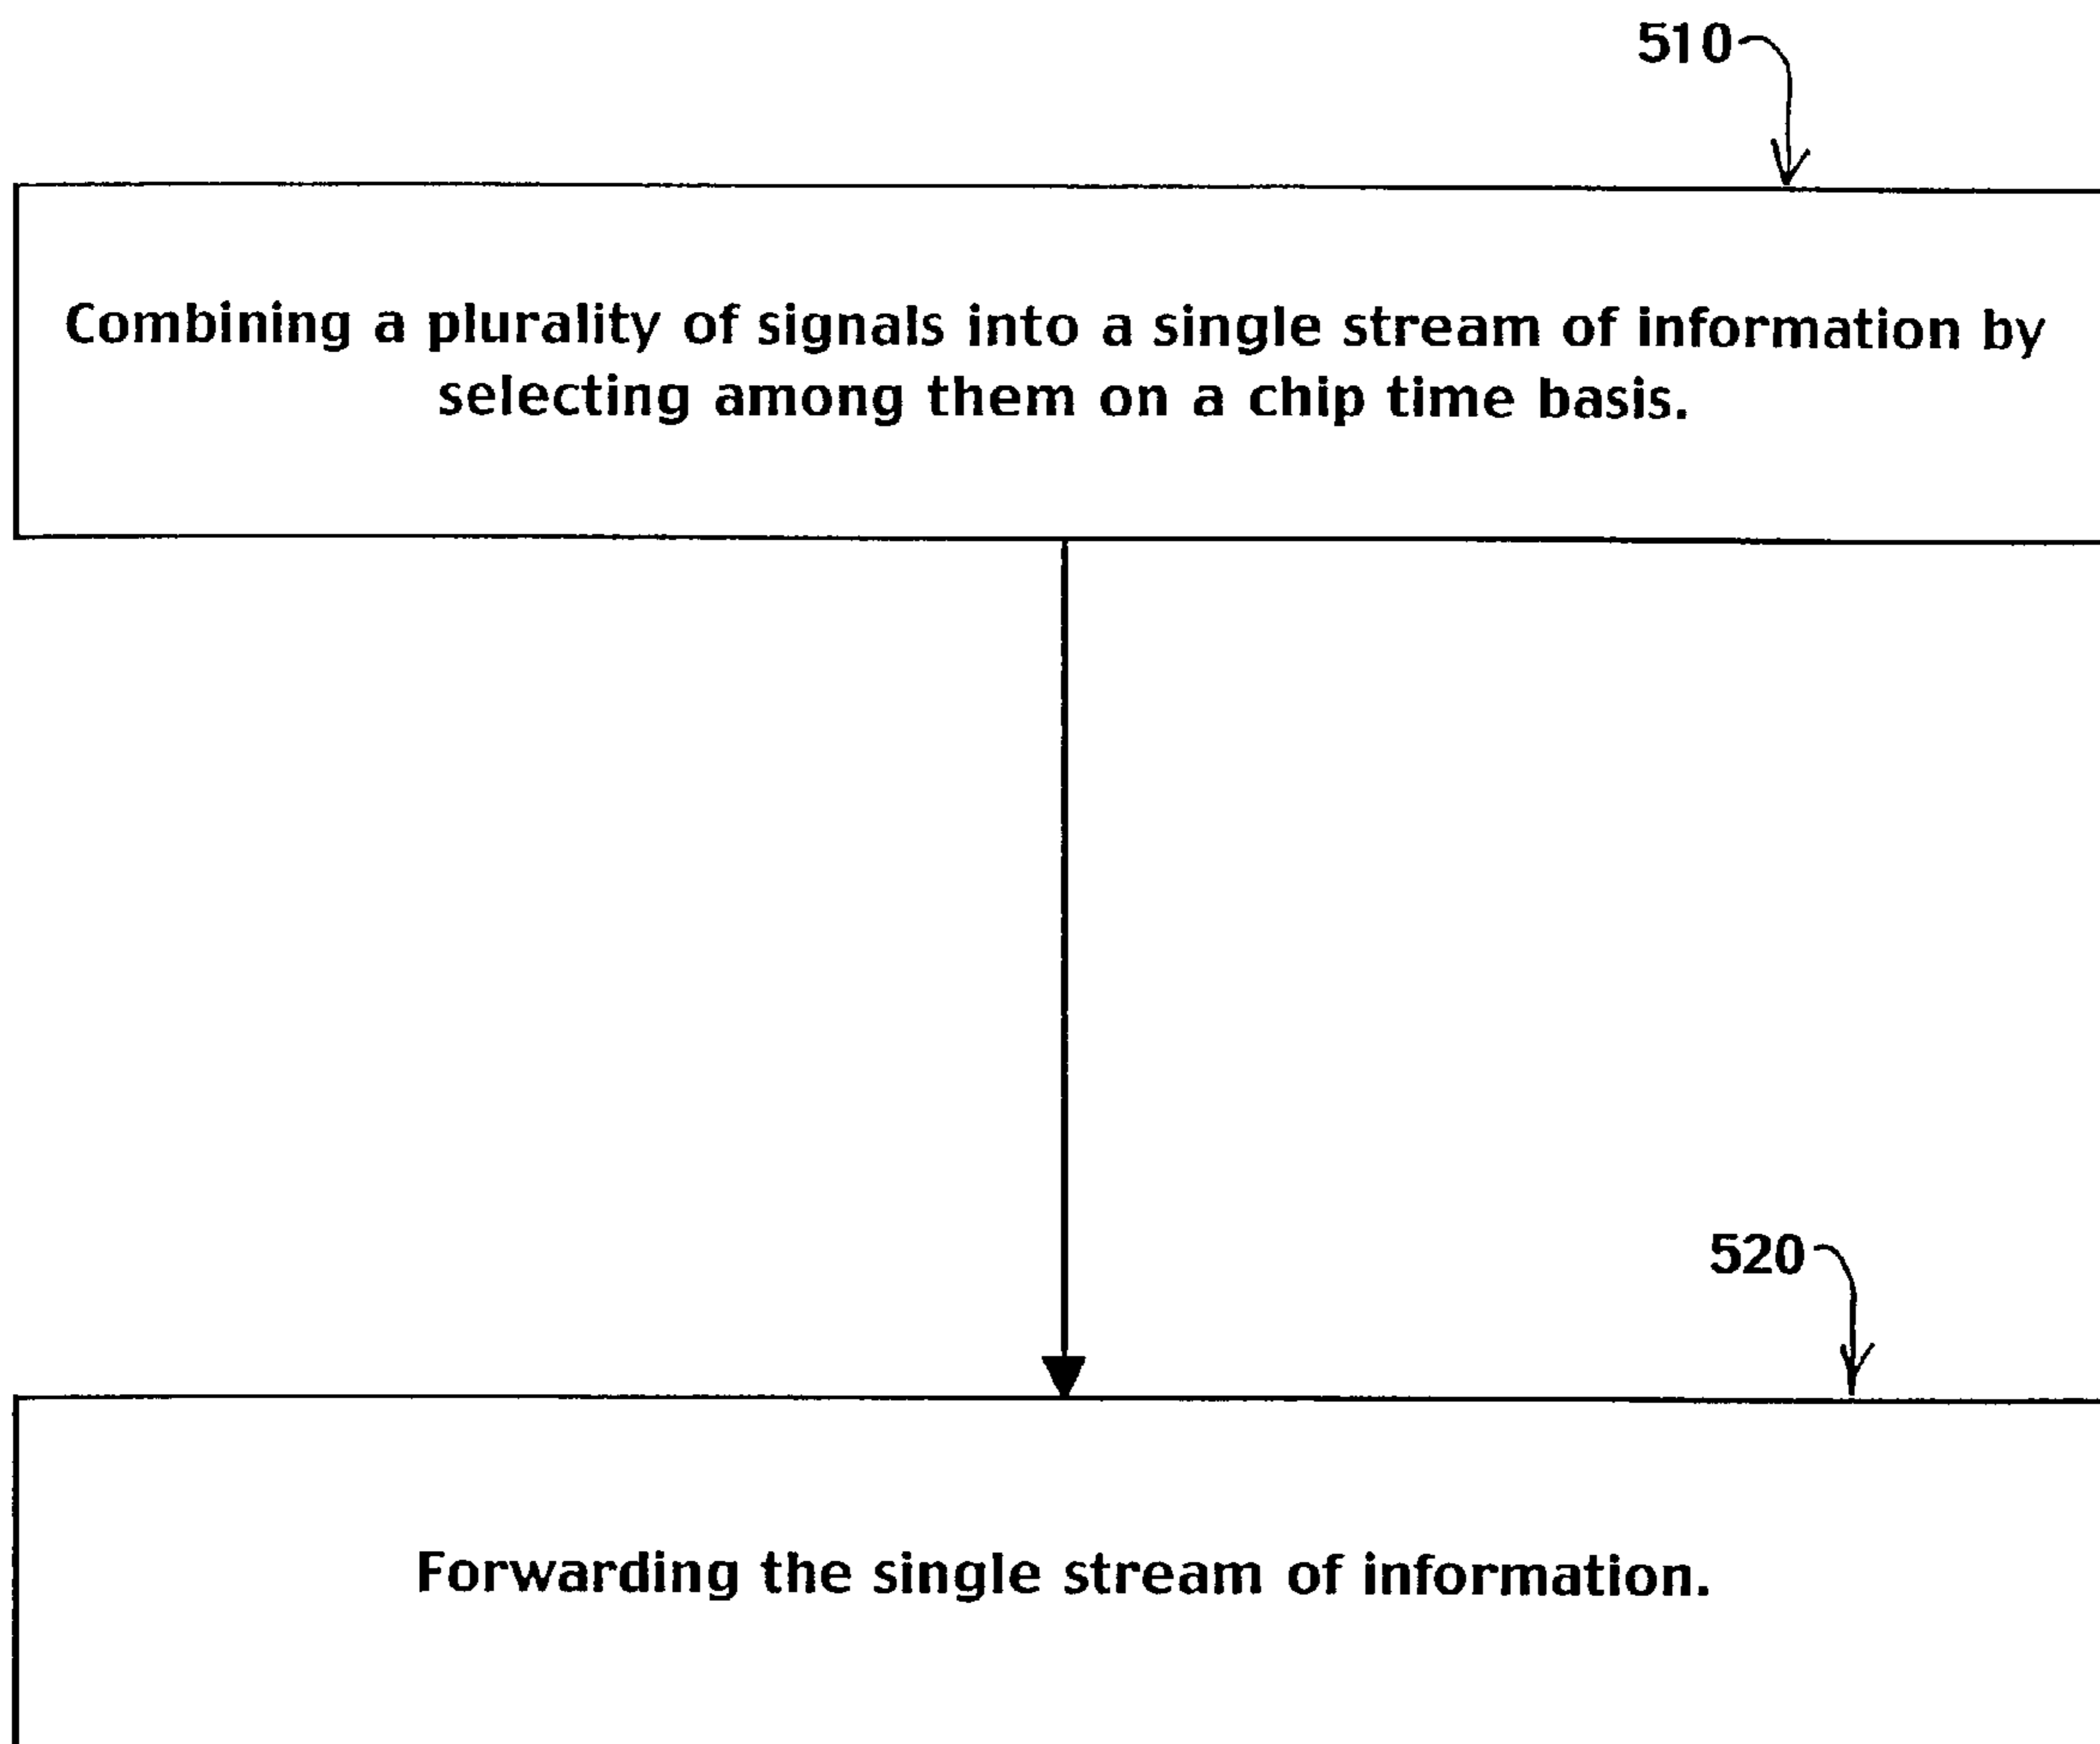 510
Combining a plurality of signals into a single stream of information by
selecting among them on a chip time basis.
520
Forwarding the single stream of information.